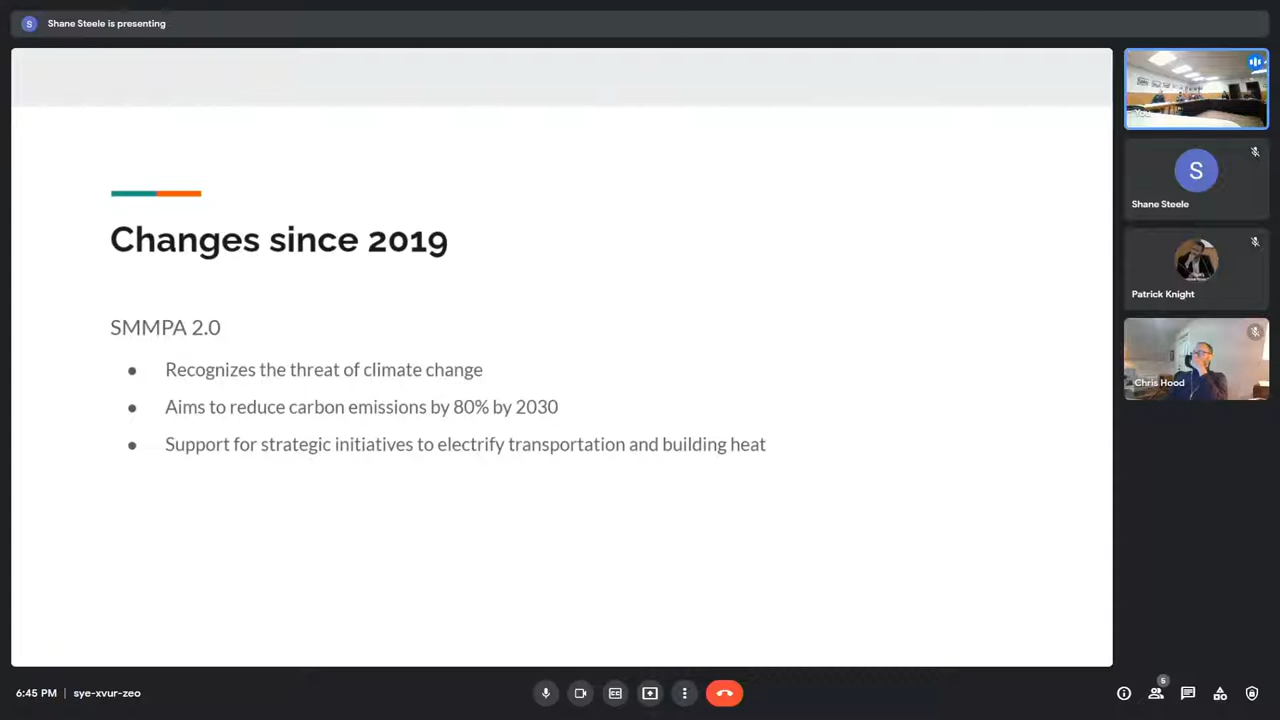 S Shane Steele is presenting
Changes since 2019
SMMPA 2.0
● Recognizes the threat of climate change
● Aims to reduce carbon emissions by 80% by 2030
● Support for strategic initiatives to electrify transportation and building heat
You
S
Shane Steele
Patrick Knight
Chris Hood
6:45 PM | sye-xvur-zeo
5